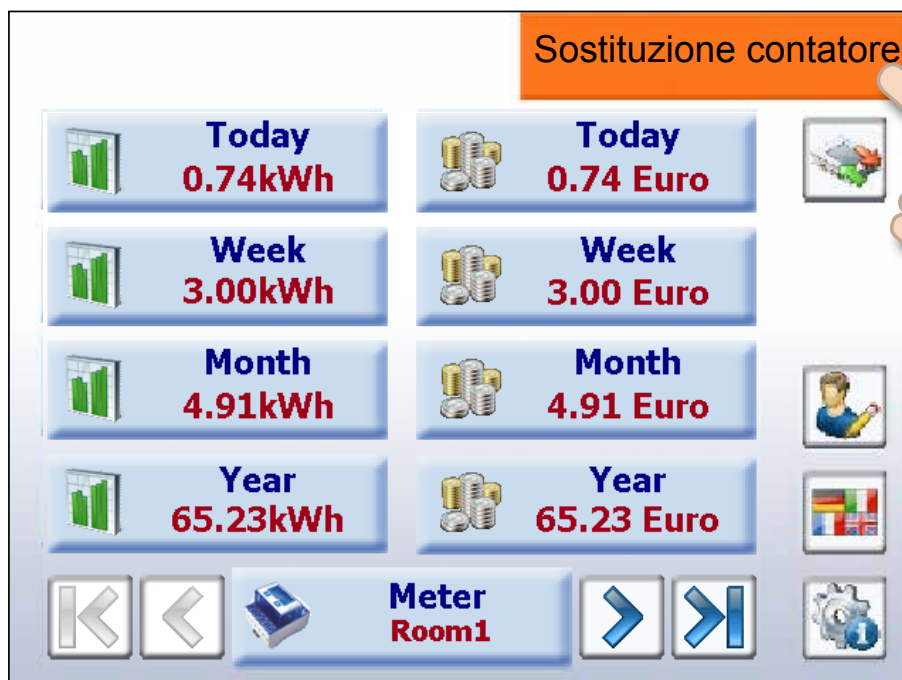 Sostituzione contatore
Today
0.74kWh
Today
0.74 Euro
Week
3.00kWh
Week
3.00 Euro
Month
4.91kWh
Month
4.91 Euro
Year
65.23kWh
Year
65.23 Euro
Meter
Room1